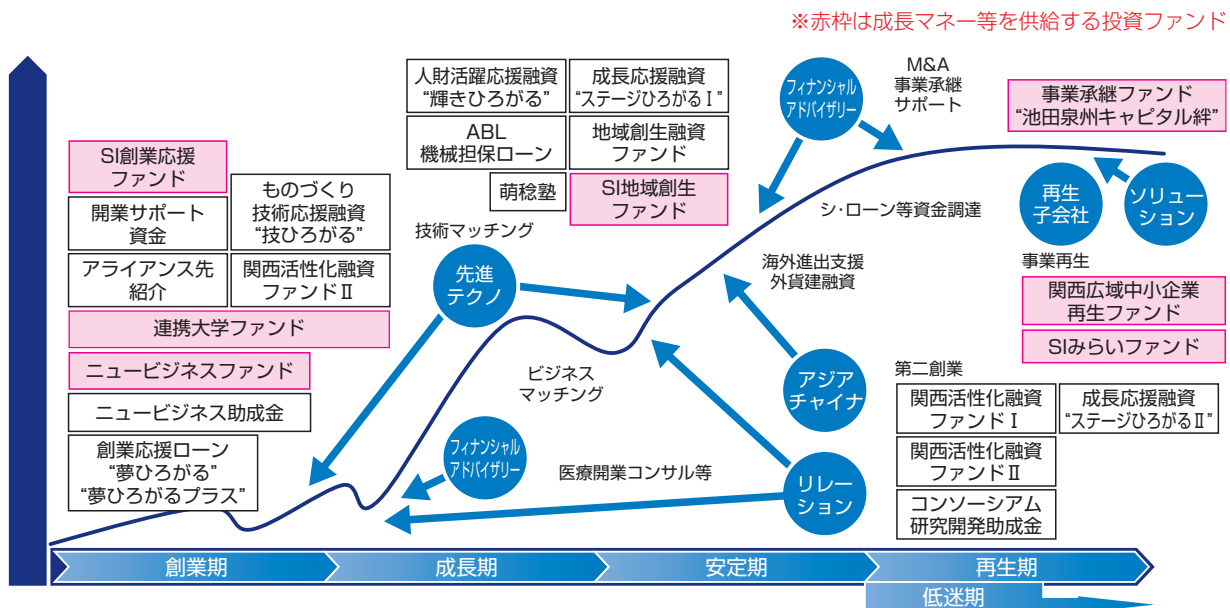 ※赤枠は成長マネー等を供給する投資ファンド
人財活躍応援融資
“輝きひろがる”
成長応援融資
“ステージひろがるⅠ”
ABL
機械担保ローン
地域創生融資
ファンド
萌稔塾
SI地域創生
ファンド
フィナンシャル
アドバイザリー
M&A
事業承継
サポート
事業承継ファンド
“池田泉州キャピタル絆”
SI創業応援
ファンド
開業サポート
資金
ものづくり
技術応援融資
“技ひろがる”
アライアンス先
紹介
関西活性化融資
ファンドⅡ
連携大学ファンド
ニュービジネスファンド
ニュービジネス助成金
創業応援ローン
“夢ひろがる”
“夢ひろがるプラス”
技術マッチング
先進
テクノ
シ・ローン等資金調達
再生
子会社
ソリュー
ション
海外進出支援
外貨建融資
事業再生
関西広域中小企業
再生ファンド
SIみらいファンド
ビジネス
マッチング
アジア
チャイナ
第二創業
関西活性化融資
ファンドⅠ
成長応援融資
“ステージひろがるⅡ”
関西活性化融資
ファンドⅡ
コンソーシアム
研究開発助成金
フィナンシャル
アドバイザリー
医療開業コンサル等
リレー
ション
創業期
成長期
安定期
再生期
低迷期